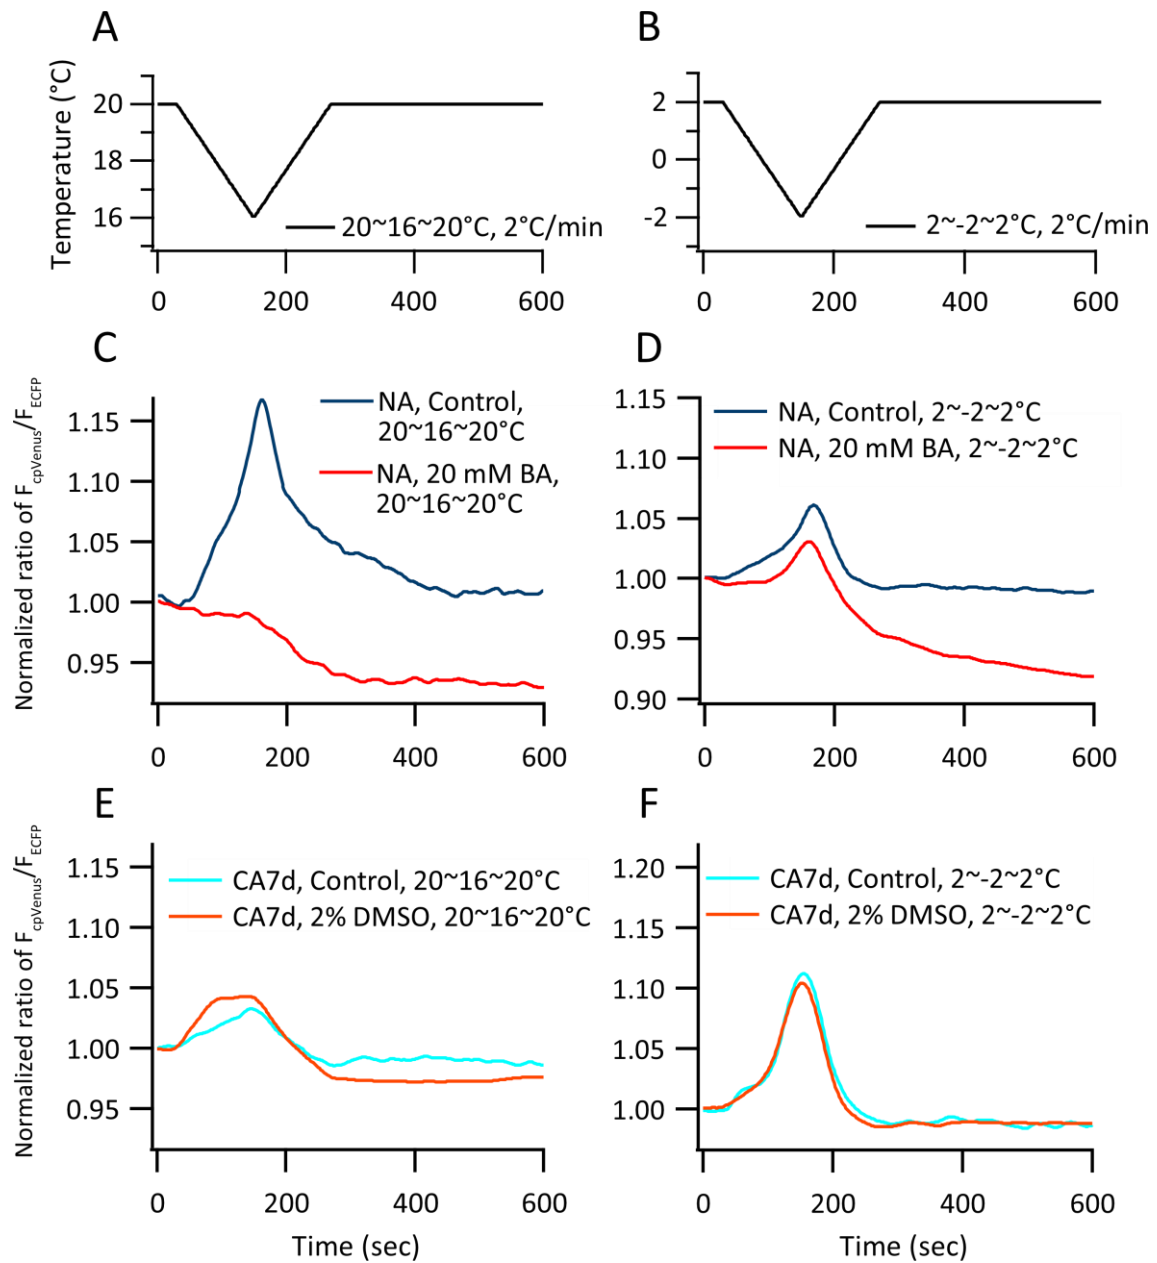 A
Temperature (°C)
20
18
16
20~16~20°C, 2°C/min
0
200
400
600
B
2
0
-2
2~-2~2°C, 2°C/min
0
200
400
600
C
Normalized ratio of FcpVenus/FECFP
1.15
1.10
1.05
1.00
0.95
NA, Control,
20~16~20°C
NA, 20 mM BA,
20~16~20°C
0
200
400
600
D
1.15
1.10
1.05
1.00
0.95
0.90
NA, Control, 2~-2~2°C
NA, 20 mM BA, 2~-2~2°C
0
200
400
600
E
Normalized ratio of FcpVenus/FECFP
1.15
1.10
1.05
1.00
0.95
CA7d, Control, 20~16~20°C
CA7d, 2% DMSO, 20~16~20°C
0
200
400
600
Time (sec)
F
1.20
1.15
1.10
1.05
1.00
CA7d, Control, 2~-2~2°C
CA7d, 2% DMSO, 2~-2~2°C
0
200
400
600
Time (sec)